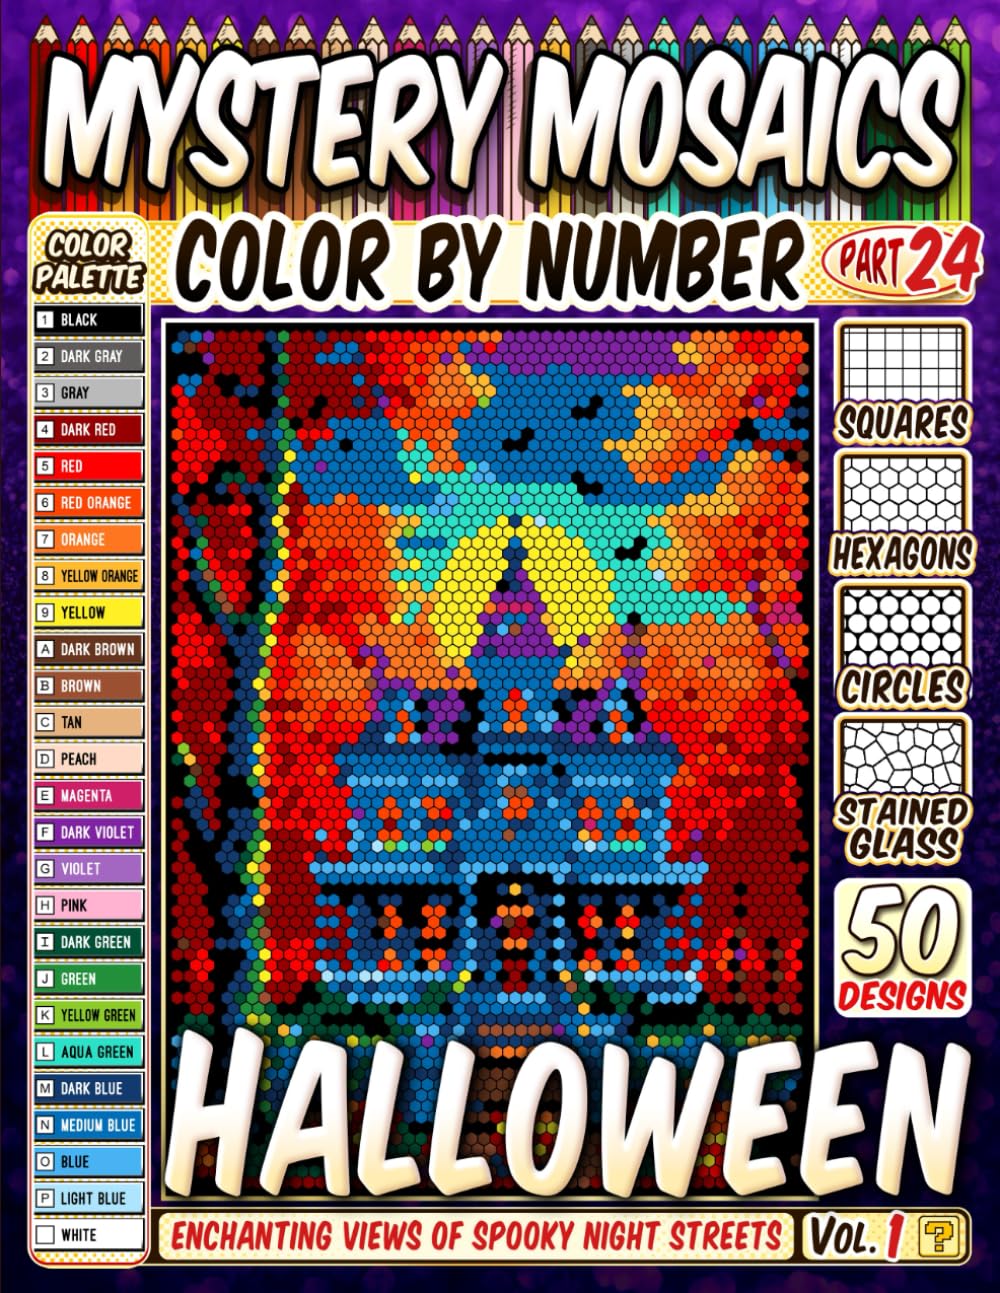 MYSTERY MOSAICS
COLOR BY NUMBER
PART 24
COLOR
PALETTE
1 BLACK
2 DARK GRAY
3 GRAY
4 DARK RED
5 RED
6 RED ORANGE
7 ORANGE
8 YELLOW ORANGE
9 YELLOW
A DARK BROWN
B BROWN
C TAN
D PEACH
E MAGENTA
F DARK VIOLET
G VIOLET
H PINK
I DARK GREEN
J GREEN
K YELLOW GREEN
L AQUA GREEN
M DARK BLUE
N MEDIUM BLUE
O BLUE
P LIGHT BLUE
WHITE
SQUARES
HEXAGONS
CIRCLES
STAINED
GLASS
50
DESIGNS
HALLOWEEN
ENCHANTING VIEWS OF SPOOKY NIGHT STREETS
VOL. 1
?